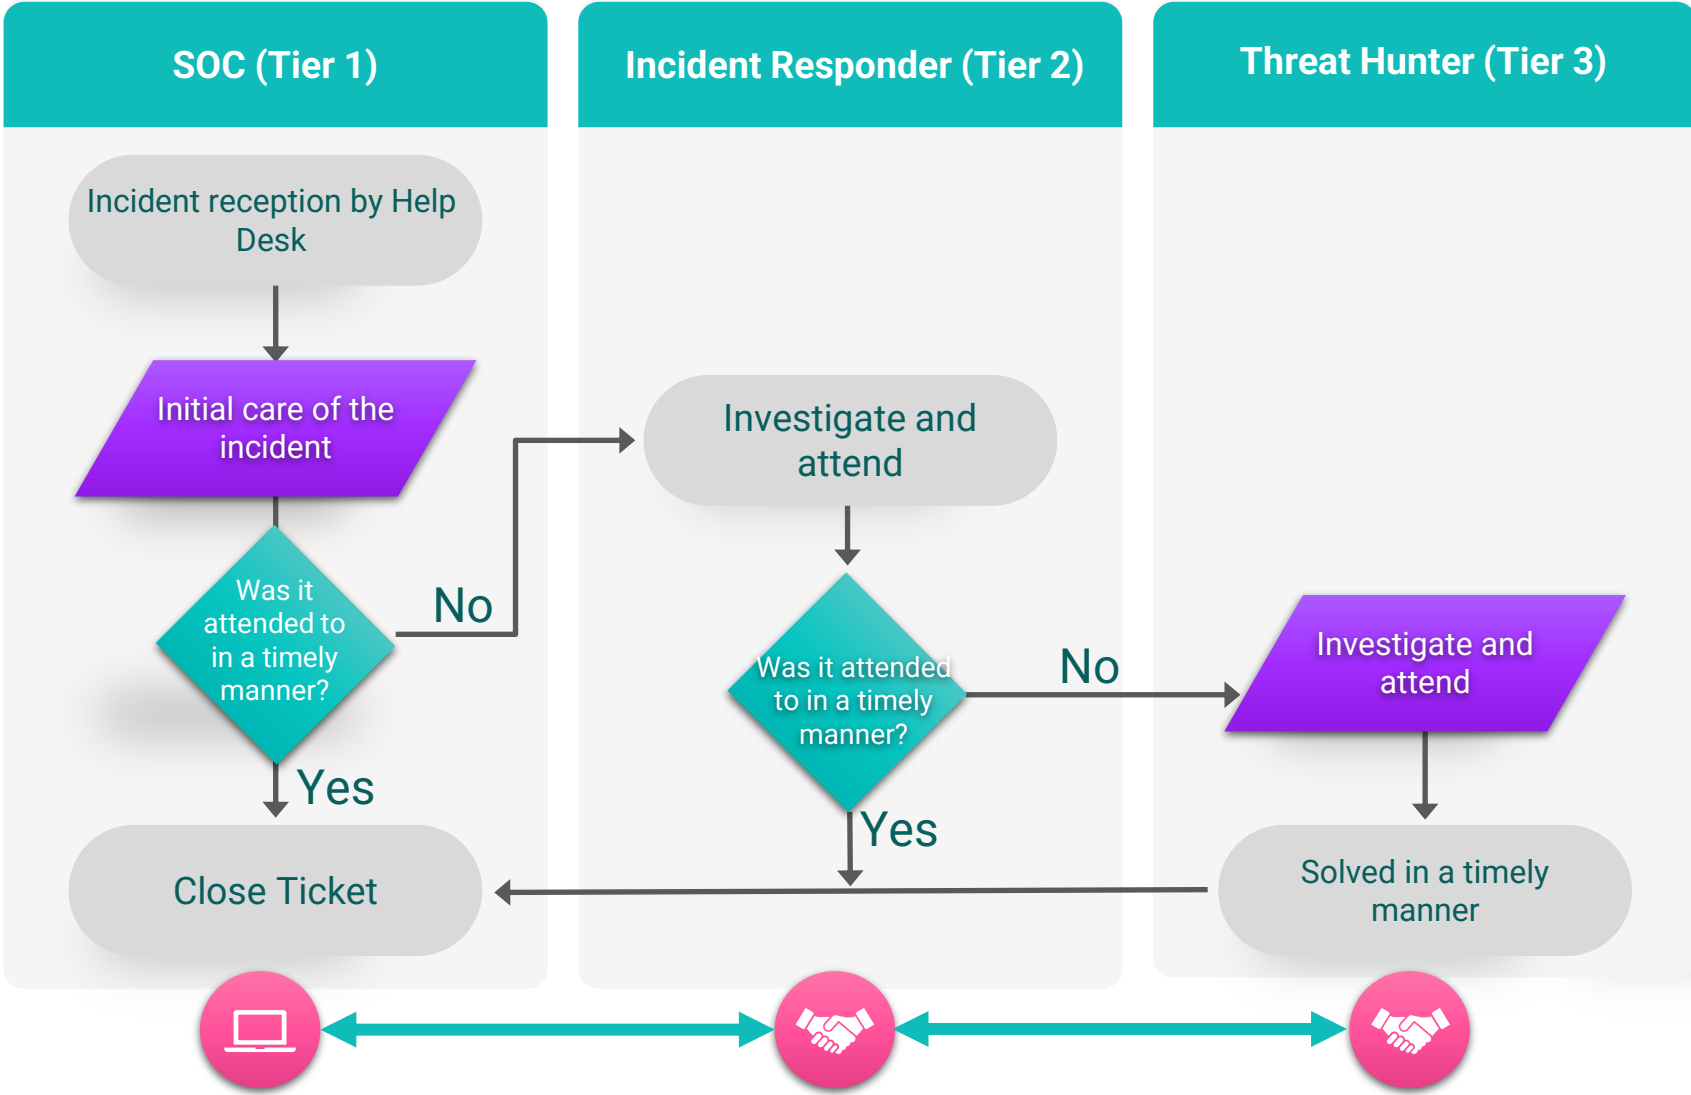 SOC (Tier 1)
Incident reception by Help
Desk
Initial care of the
incident
Was it
attended to
in a timely
manner?
No
Yes
Close Ticket
Incident Responder (Tier 2)
Investigate and
attend
Was it attended
to in a timely
manner?
No
Yes
Threat Hunter (Tier 3)
Investigate and
attend
Solved in a timely
manner